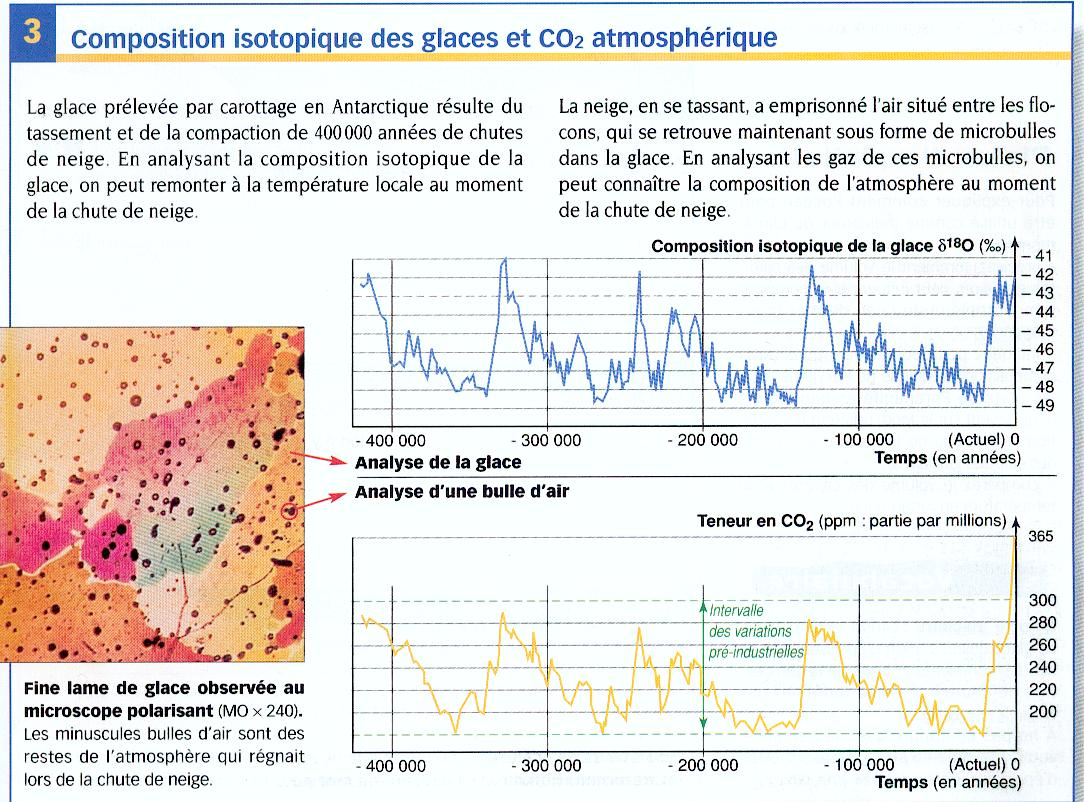 3
Composition isotopique des glaces et CO₂ atmosphérique
La glace prélevée par carottage en Antarctique résulte du
tassement et de la compaction de 400 000 années de chutes
de neige. En analysant la composition isotopique de la
glace, on peut remonter à la température locale au moment
de la chute de neige.
La neige, en se tassant, a emprisonné l'air situé entre les flo-
cons, qui se retrouve maintenant sous forme de microbulles
dans la glace. En analysant les gaz de ces microbulles, on
peut connaître la composition de l'atmosphère au moment
de la chute de neige.
Composition isotopique de la glace δ¹⁸O (‰)
- 41
- 42
- 43
- 44
- 45
- 46
- 47
- 48
- 49
- 400 000
- 300 000
- 200 000
- 100 000
(Actuel) 0
Temps (en années)
Analyse de la glace
Analyse d'une bulle d'air
Teneur en CO₂ (ppm : partie par millions)
365
300
280
260
240
220
200
Intervalle
des variations
pré-industrielles
- 400 000
- 300 000
- 200 000
- 100 000
(Actuel) 0
Temps (en années)
Fine lame de glace observée au
microscope polarisant (MO × 240).
Les minuscules bulles d'air sont des
restes de l'atmosphère qui régnait
lors de la chute de neige.